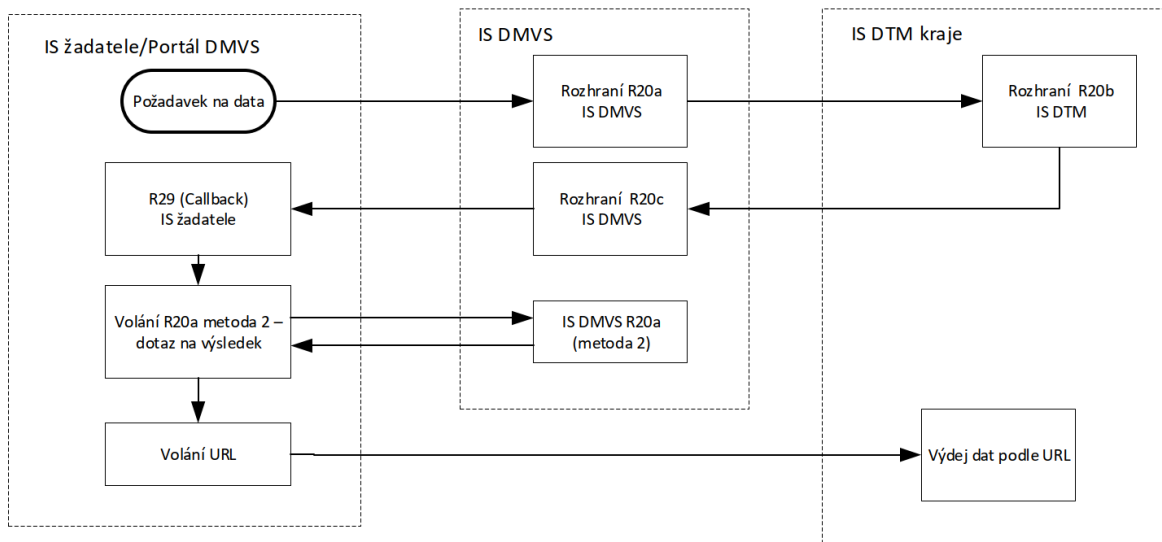 IS žadatele/Portál DMVS
IS DMVS
IS DTM kraje
Požadavek na data
Rozhraní R20a
IS DMVS
Rozhraní R20b
IS DTM
R29 (Callback)
IS žadatele
Rozhraní R20c
IS DMVS
Volání R20a metoda 2 –
dotaz na výsledek
IS DMVS R20a
(metoda 2)
Volání URL
Výdej dat podle URL